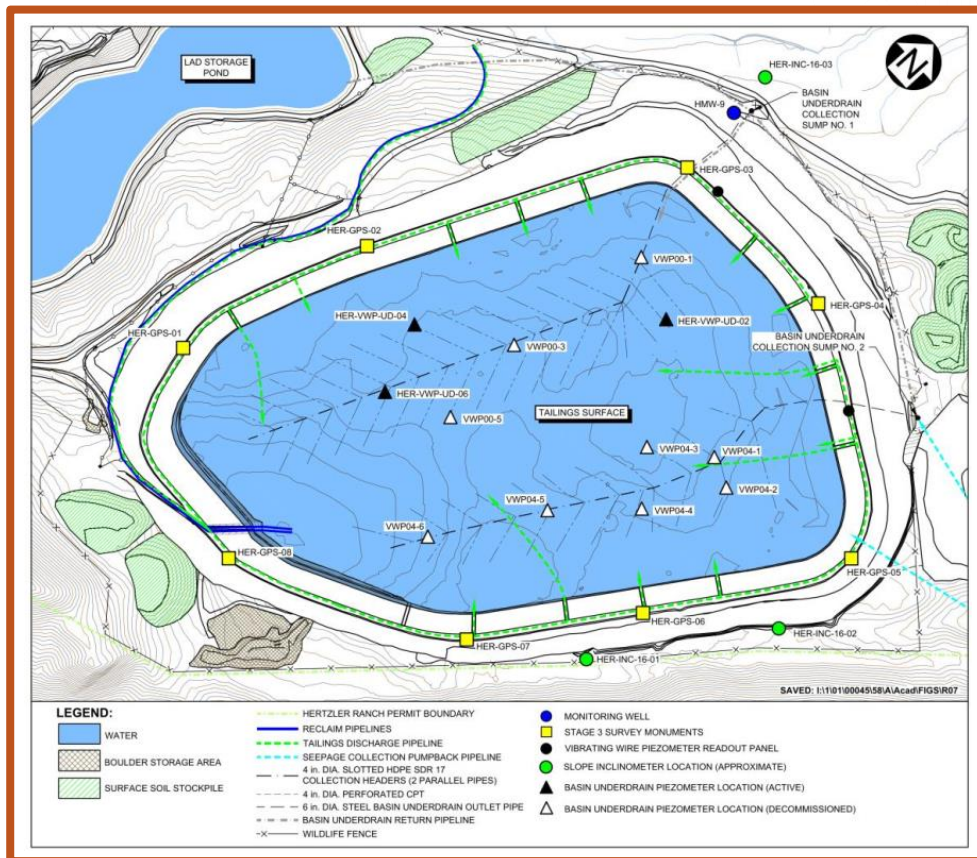 LAD STORAGE
POND
N
HER-INC-16-03
HMW-9
BASIN
UNDERDRAIN
COLLECTION
SUMP NO. 1
HER-GPS-03
HER-GPS-02
VWP00-1
HER-GPS-04
HER-VWP-UD-04
HER-VWP-UD-02
HER-GPS-01
VWP00-3
BASIN UNDERDRAIN
COLLECTION SUMP NO. 2
HER-VWP-UD-06
TAILINGS SURFACE
VWP00-5
VWP04-3
VWP04-1
VWP04-2
VWP04-5
VWP04-4
VWP04-6
HER-GPS-08
HER-GPS-05
HER-GPS-06
HER-INC-16-02
HER-GPS-07
HER-INC-16-01
SAVED: I:\1\01\00045\58\A\Acad\FIGS\R07
LEGEND:
WATER
BOULDER STORAGE AREA
SURFACE SOIL STOCKPILE
HERTZLER RANCH PERMIT BOUNDARY
RECLAIM PIPELINES
TAILINGS DISCHARGE PIPELINE
SEEPAGE COLLECTION PUMPBACK PIPELINE
4 in. DIA. SLOTTED HDPE SDR 17
COLLECTION HEADERS (2 PARALLEL PIPES)
4 in. DIA. PERFORATED CPT
6 in. DIA. STEEL BASIN UNDERDRAIN OUTLET PIPE
BASIN UNDERDRAIN RETURN PIPELINE
WILDLIFE FENCE
MONITORING WELL
STAGE 3 SURVEY MONUMENTS
VIBRATING WIRE PIEZOMETER READOUT PANEL
SLOPE INCLINOMETER LOCATION (APPROXIMATE)
BASIN UNDERDRAIN PIEZOMETER LOCATION (ACTIVE)
BASIN UNDERDRAIN PIEZOMETER LOCATION (DECOMMISSIONED)